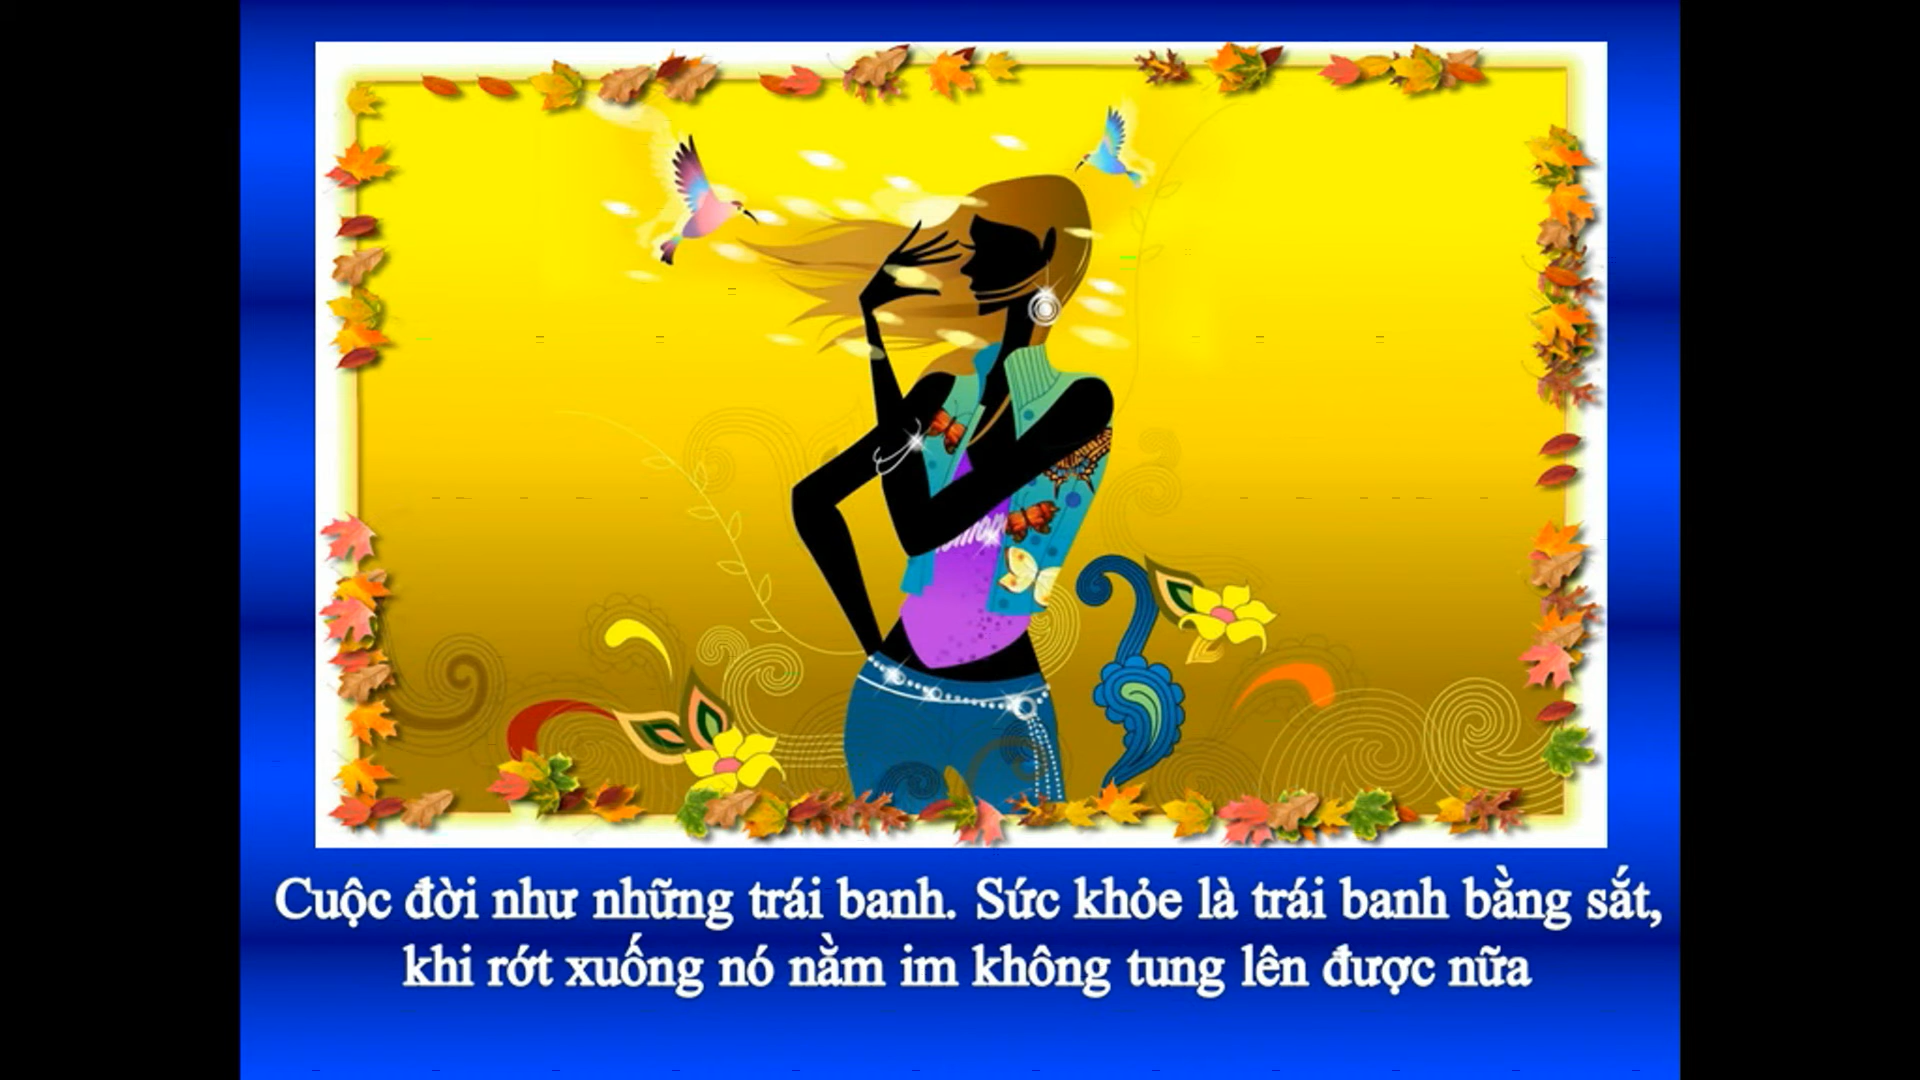 Cuộc đời như những trái banh. Sức khỏe là trái banh bằng sắt,
khi rớt xuống nó nằm im không tung lên được nữa